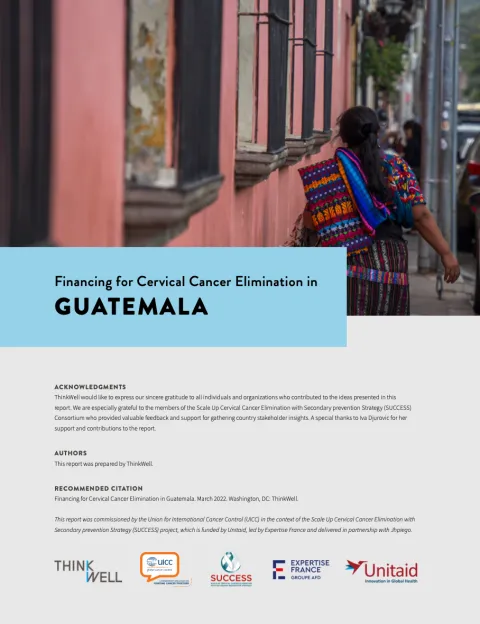 Financing for Cervical Cancer Elimination in
GUATEMALA
ACKNOWLEDGMENTS
ThinkWell would like to express our sincere gratitude to all individuals and organizations who contributed to the ideas presented in this
report. We are especially grateful to the members of the Scale Up Cervical Cancer Elimination with Secondary prevention Strategy (SUCCESS)
Consortium who provided valuable feedback and support for gathering country stakeholder insights. A special thanks to Iva Djurovic for her
support and contributions to the report.
AUTHORS
This report was prepared by ThinkWell.
RECOMMENDED CITATION
Financing for Cervical Cancer Elimination in Guatemala. March 2022. Washington, DC: ThinkWell.
This report was commissioned by the Union for International Cancer Control (UICC) in the context of the Scale Up Cervical Cancer Elimination with
Secondary prevention Strategy (SUCCESS) project, which is funded by Unitaid, led by Expertise France and delivered in partnership with Jhpiego.
THINK
WELL
UICC
SUCCESS
EXPERTISE
FRANCE
GROUPE AFD
Unitaid
Innovation in Global Health